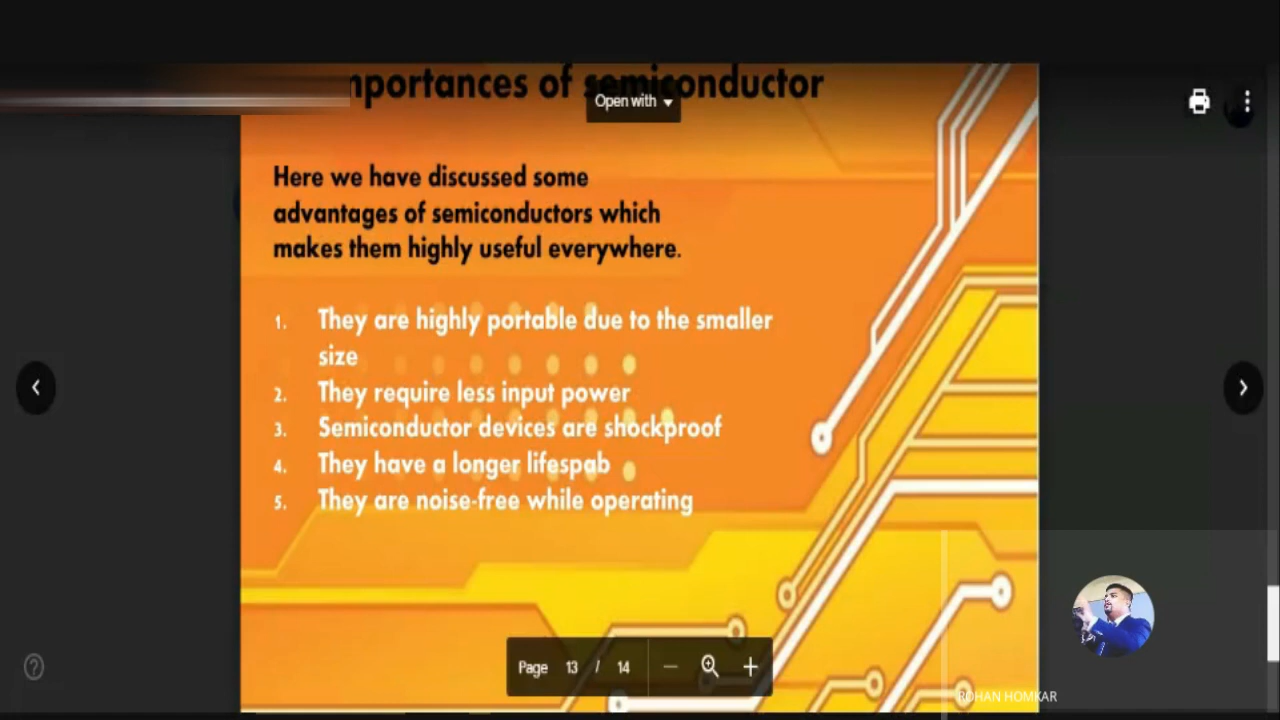 mportances of semiconductor
Open with
Here we have discussed some
advantages of semiconductors which
makes them highly useful everywhere.
1. They are highly portable due to the smaller
size
2. They require less input power
3. Semiconductor devices are shockproof
4. They have a longer lifespab
5. They are noise-free while operating
Page 13 / 14
ROHAN HOMKAR